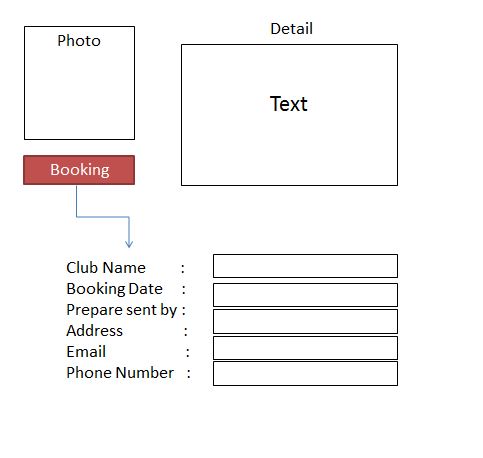 Photo
Detail
Text
Booking
Club Name :
Booking Date :
Prepare sent by :
Address :
Email :
Phone Number :